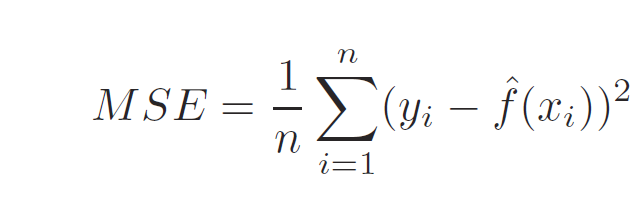 $MSE = \frac{1}{n} \sum_{i=1}^{n} (y_i - \hat{f}(x_i))^2$